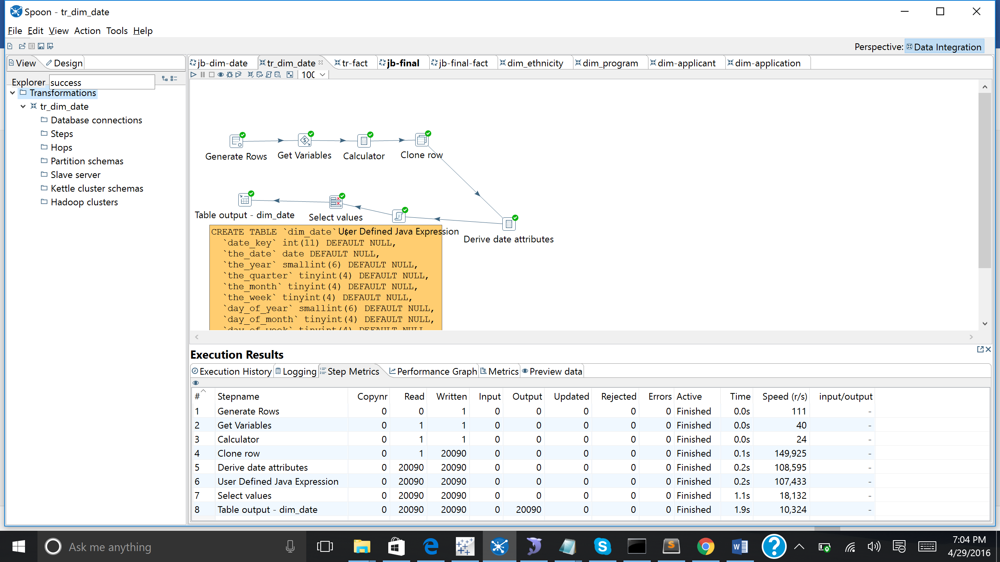 Spoon - tr_dim_date
File Edit View Action Tools Help
Perspective: Data Integration
View Design
jb-dim-date tr_dim_date tr-fact jb-final jb-final-fact dim_ethnicity dim_program dim-applicant dim-application
100
Explorer success
Transformations
tr_dim_date
Database connections
Steps
Hops
Partition schemas
Slave server
Kettle cluster schemas
Hadoop clusters
Generate Rows Get Variables Calculator Clone row
Table output - dim_date Select values
User Defined Java Expression
Derive date attributes
CREATE TABLE `dim_date` (
`date_key` int(11) DEFAULT NULL,
`the_date` date DEFAULT NULL,
`the_year` smallint(6) DEFAULT NULL,
`the_quarter` tinyint(4) DEFAULT NULL,
`the_month` tinyint(4) DEFAULT NULL,
`the_week` tinyint(4) DEFAULT NULL,
`day_of_year` smallint(6) DEFAULT NULL,
`day_of_month` tinyint(4) DEFAULT NULL,
`day_of_week` tinyint(4) DEFAULT NULL
Execution Results
Execution History Logging Step Metrics Performance Graph Metrics Preview data
# Stepname Copynr Read Written Input Output Updated Rejected Errors Active Time Speed (r/s) input/output
1 Generate Rows 0 0 1 0 0 0 0 0 Finished 0.0s 111 -
2 Get Variables 0 1 1 0 0 0 0 0 Finished 0.0s 40 -
3 Calculator 0 1 1 0 0 0 0 0 Finished 0.0s 24 -
4 Clone row 0 1 20090 0 0 0 0 0 Finished 0.1s 149,925 -
5 Derive date attributes 0 20090 20090 0 0 0 0 0 Finished 0.2s 108,595 -
6 User Defined Java Expression 0 20090 20090 0 0 0 0 0 Finished 0.2s 107,433 -
7 Select values 0 20090 20090 0 0 0 0 0 Finished 1.1s 18,132 -
8 Table output - dim_date 0 20090 20090 0 20090 0 0 0 Finished 1.9s 10,324 -
Ask me anything
7:04 PM
4/29/2016